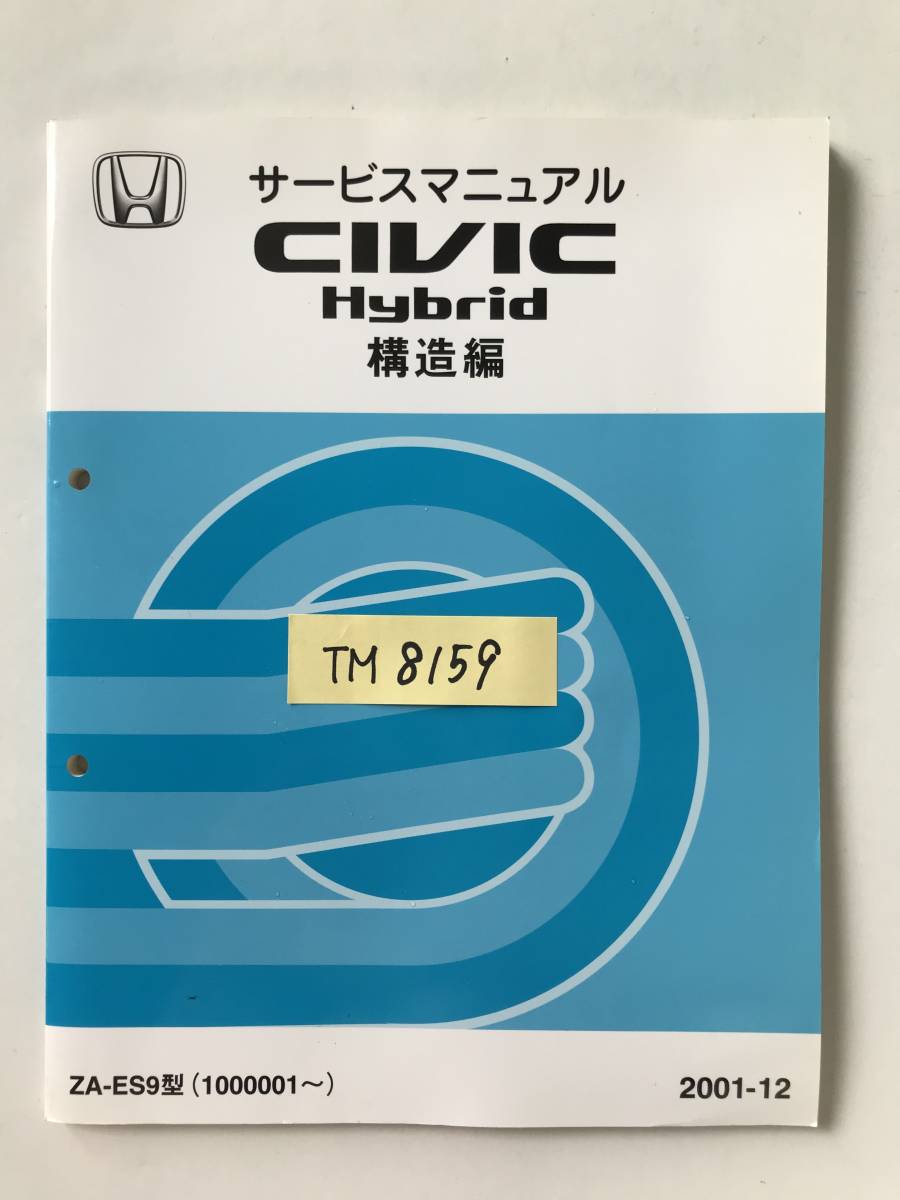 サービスマニュアル
CIVIC
Hybrid
構造編
TM 8159
ZA-ES9型 (1000001～)
2001-12